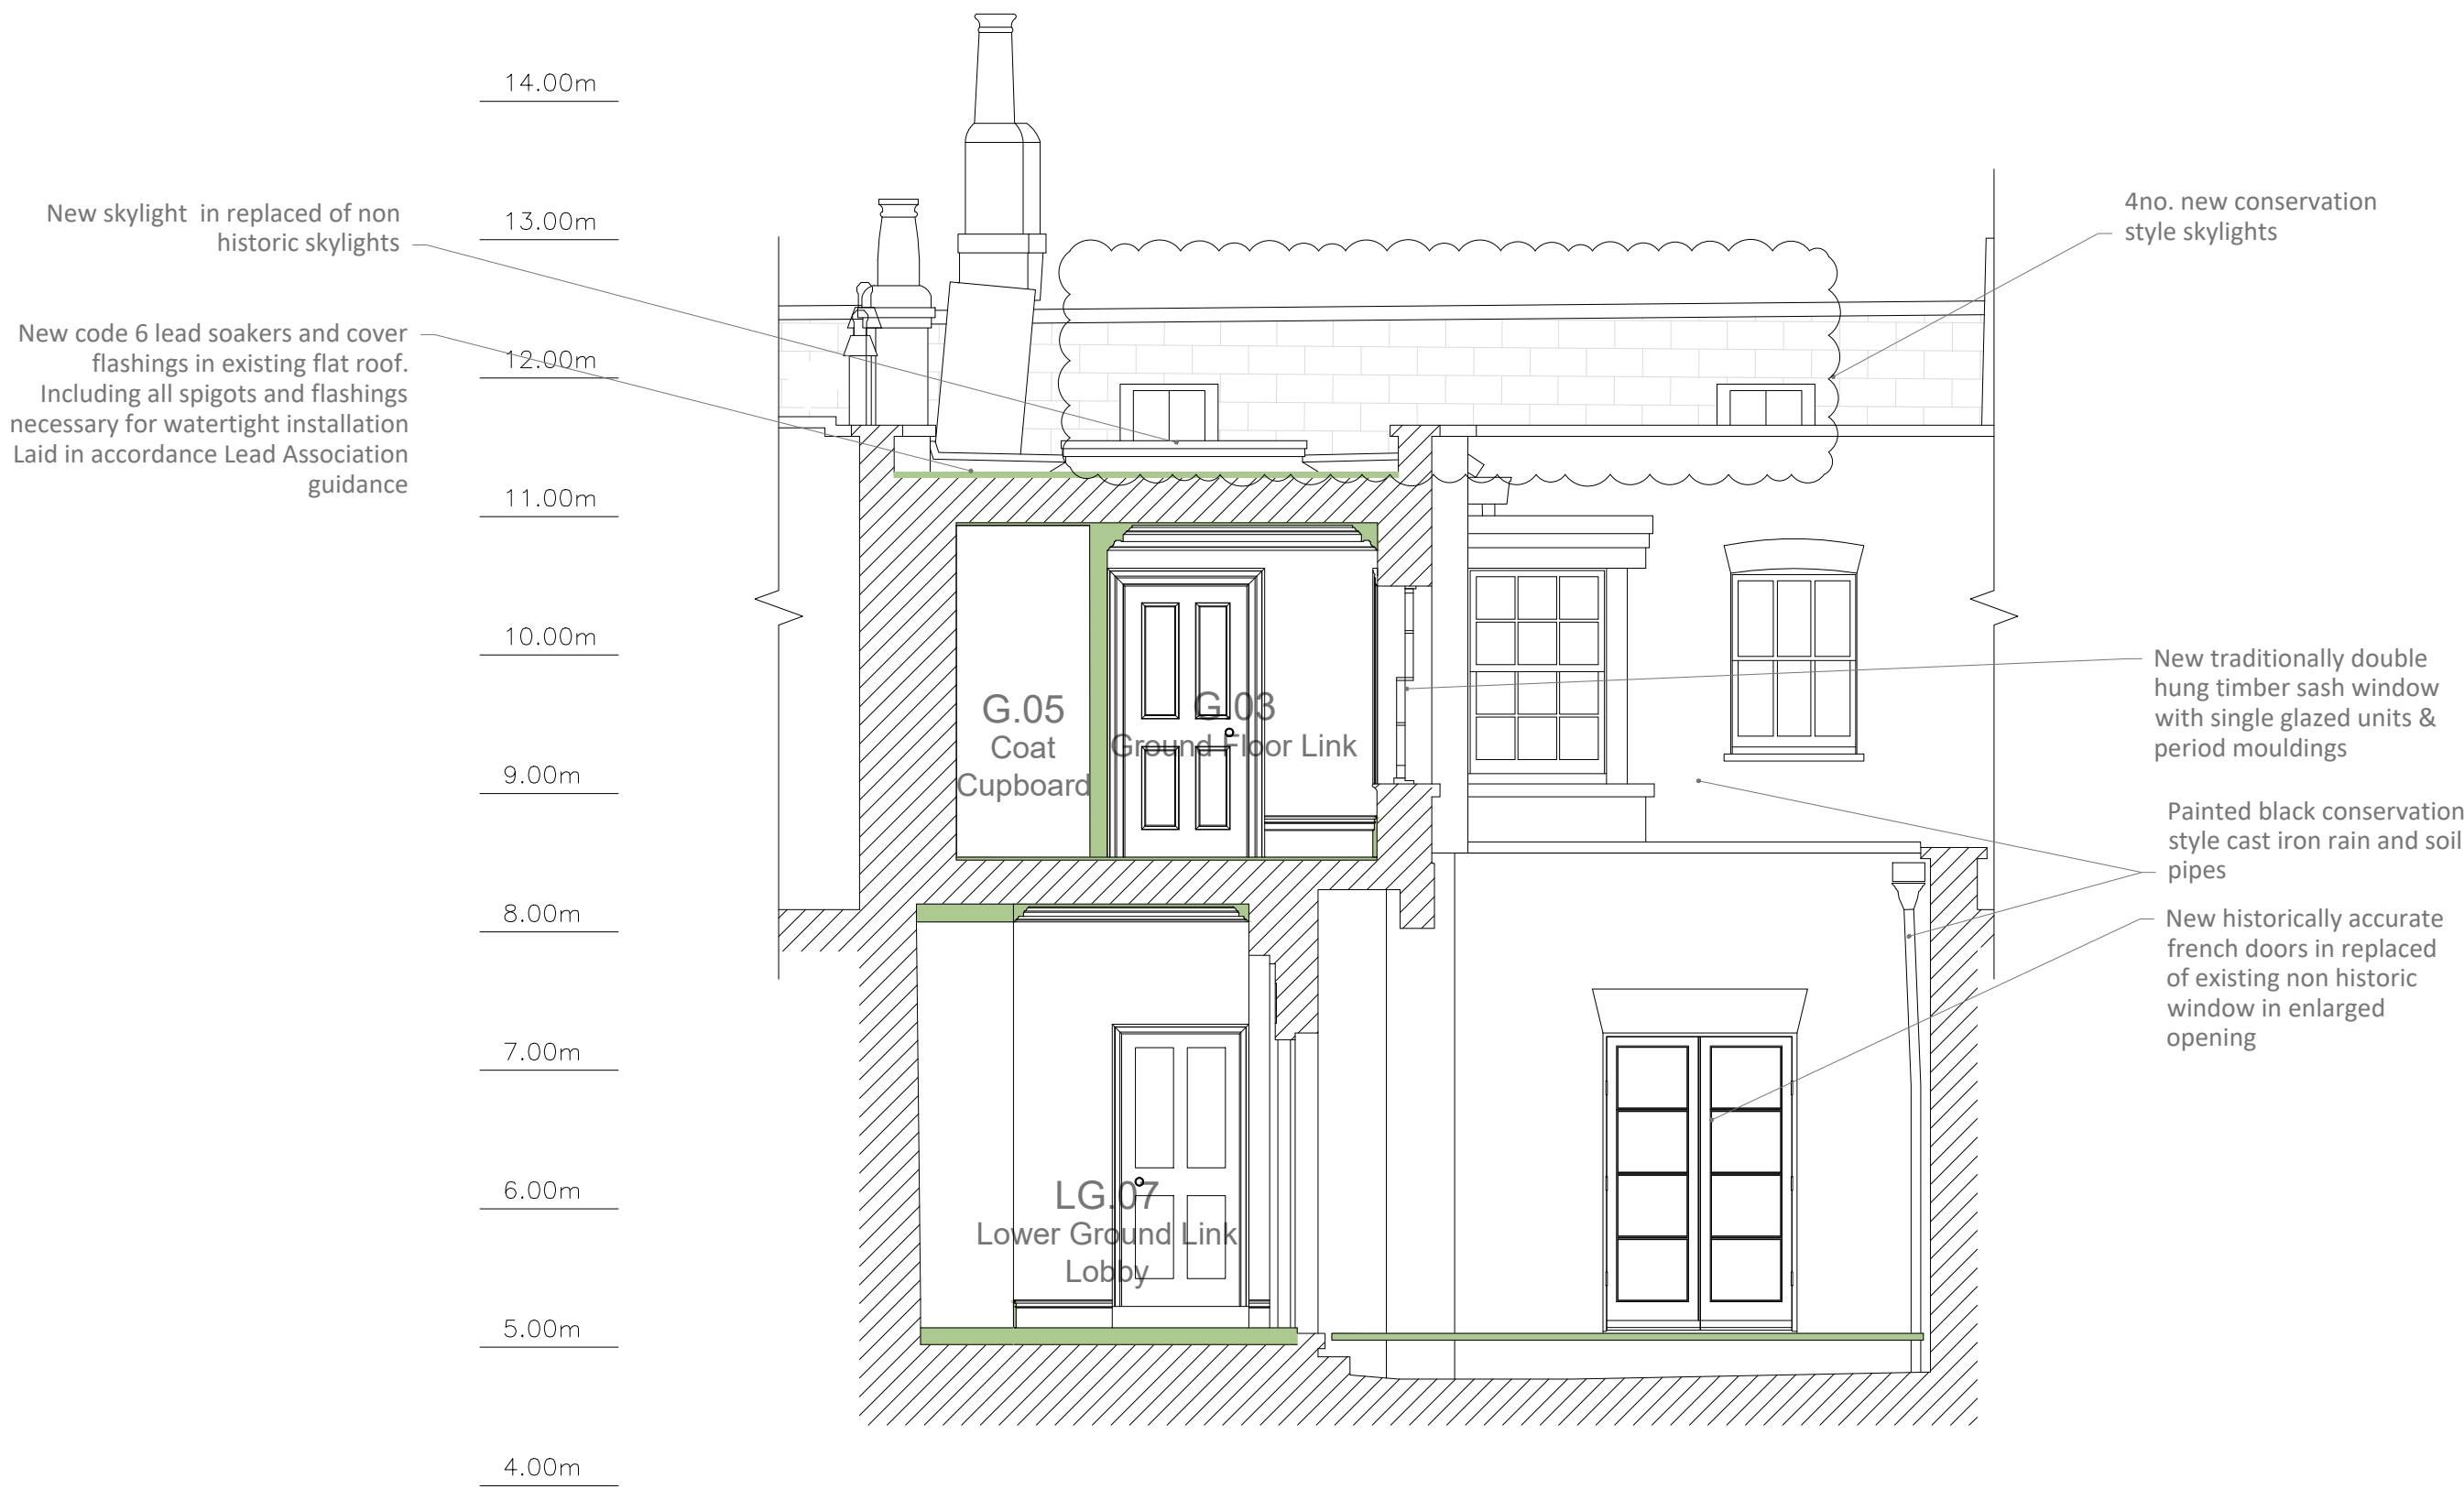 14.00m
13.00m
12.00m
11.00m
10.00m
9.00m
8.00m
7.00m
6.00m
5.00m
4.00m
New skylight in replaced of non
historic skylights
New code 6 lead soakers and cover
flashings in existing flat roof.
Including all spigots and flashings
necessary for watertight installation
Laid in accordance Lead Association
guidance
G.05
Coat
Cupboard
G.03
Ground Floor Link
LG.07
Lower Ground Link
Lobby
4no. new conservation
style skylights
New traditionally double
hung timber sash window
with single glazed units &
period mouldings
Painted black conservation
style cast iron rain and soil
pipes
New historically accurate
french doors in replaced
of existing non historic
window in enlarged
opening